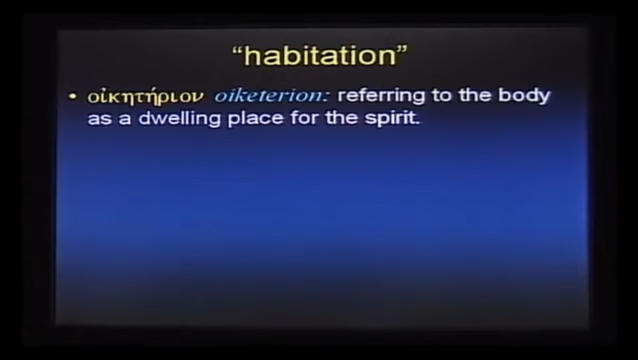 “habitation”
• οἰκητήριον oiketerion: referring to the body
as a dwelling place for the spirit.